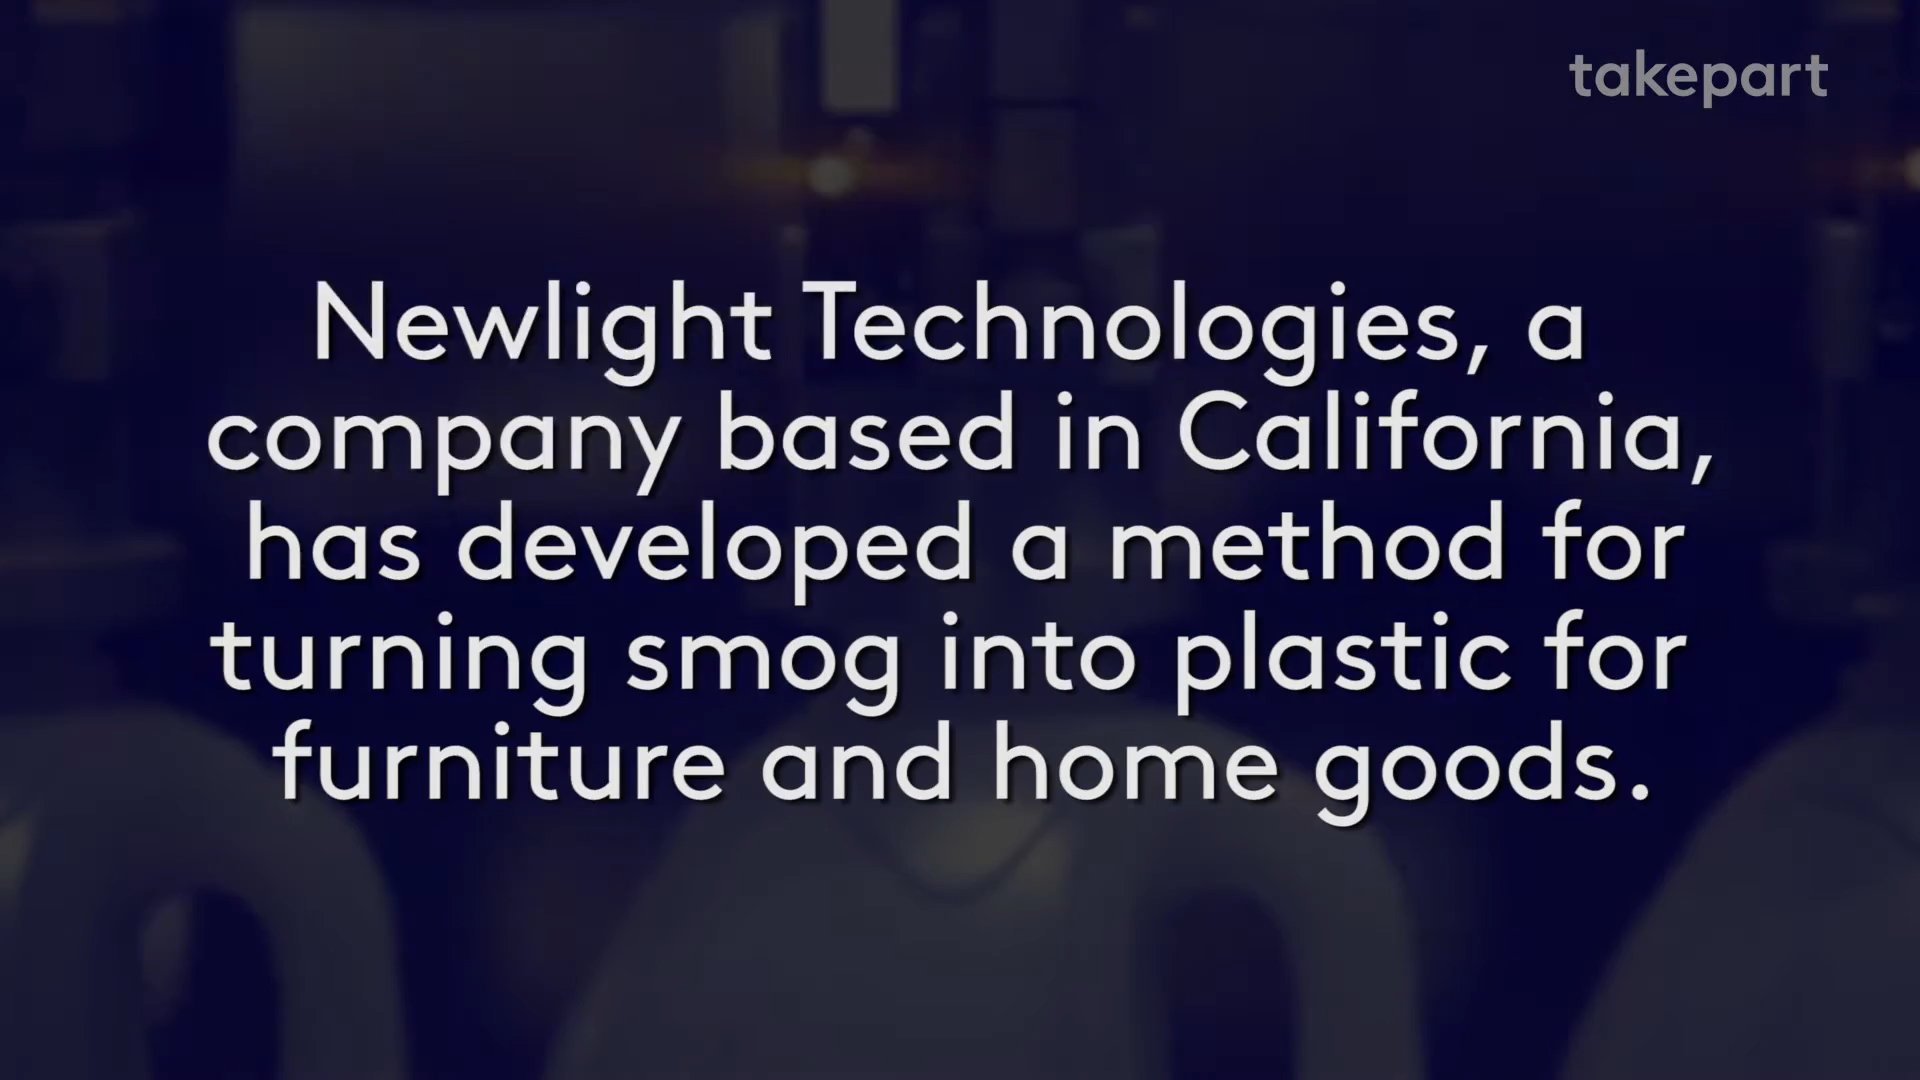 takepart
Newlight Technologies, a
company based in California,
has developed a method for
turning smog into plastic for
furniture and home goods.